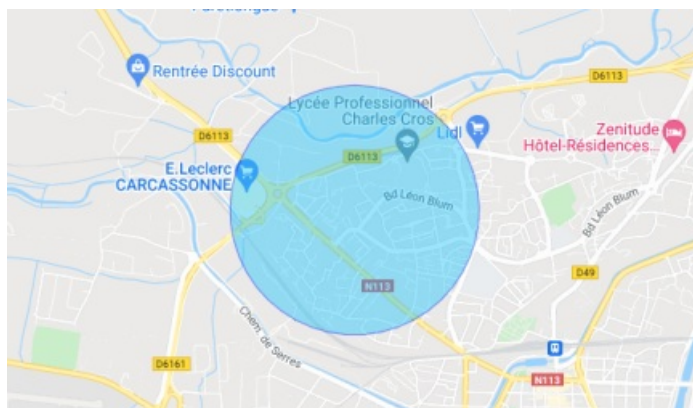 Rentrée Discount
D6113
Lycée Professionnel
Charles Cros
D6113
Lidl
Zenitude
Hôtel-Résidences...
D6113
E.Leclerc
CARCASSONNE
Bd Léon Blum
Bd Léon Blum
D49
N113
Chem. de Serres
D6161
N113